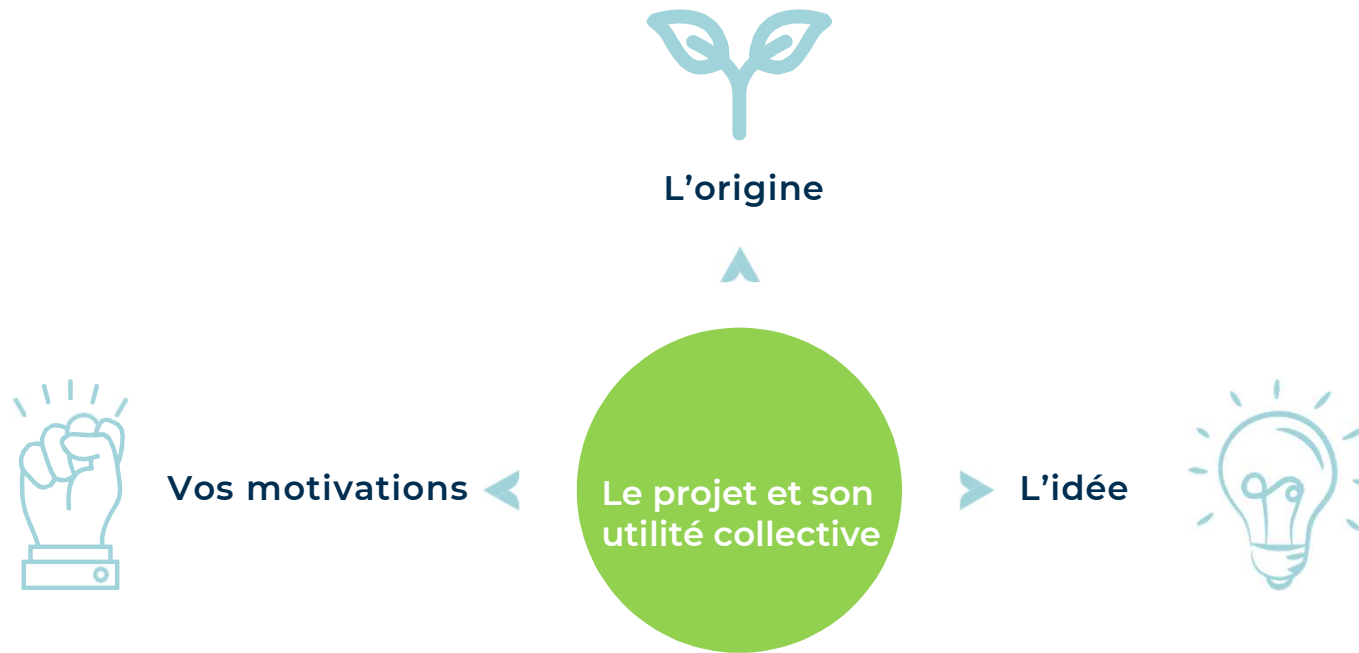 L’origine
Vos motivations
Le projet et son
utilité collective
L’idée